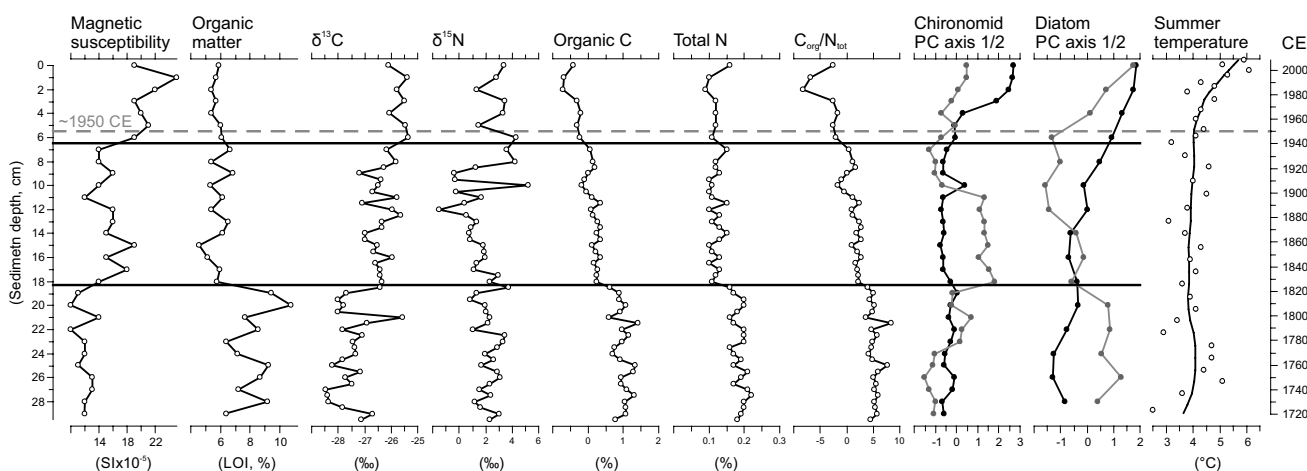 Magnetic susceptibility
Organic matter
δ¹³C
δ¹⁵N
Organic C
Total N
Cₒᵣg/Nₜₒₜ
Chironomid PC axis 1/2
Diatom PC axis 1/2
Summer temperature
CE
(Sedimetn depth, cm)
0
2
4
6
8
10
12
14
16
18
20
22
24
26
28
~1950 CE
2000
1980
1960
1940
1920
1900
1880
1860
1840
1820
1800
1780
1760
1740
1720
14 18 22
4 6 8 10
-28 -27 -26 -25
0 2 4 6
-1 0 1 2
0 0.1 0.2 0.3
-5 0 5 10
-1 0 1 2 3
-1 0 1 2
3 4 5 6
(SIx10⁻⁵)
(LOI, %)
(‰)
(‰)
(%)
(%)
(°C)